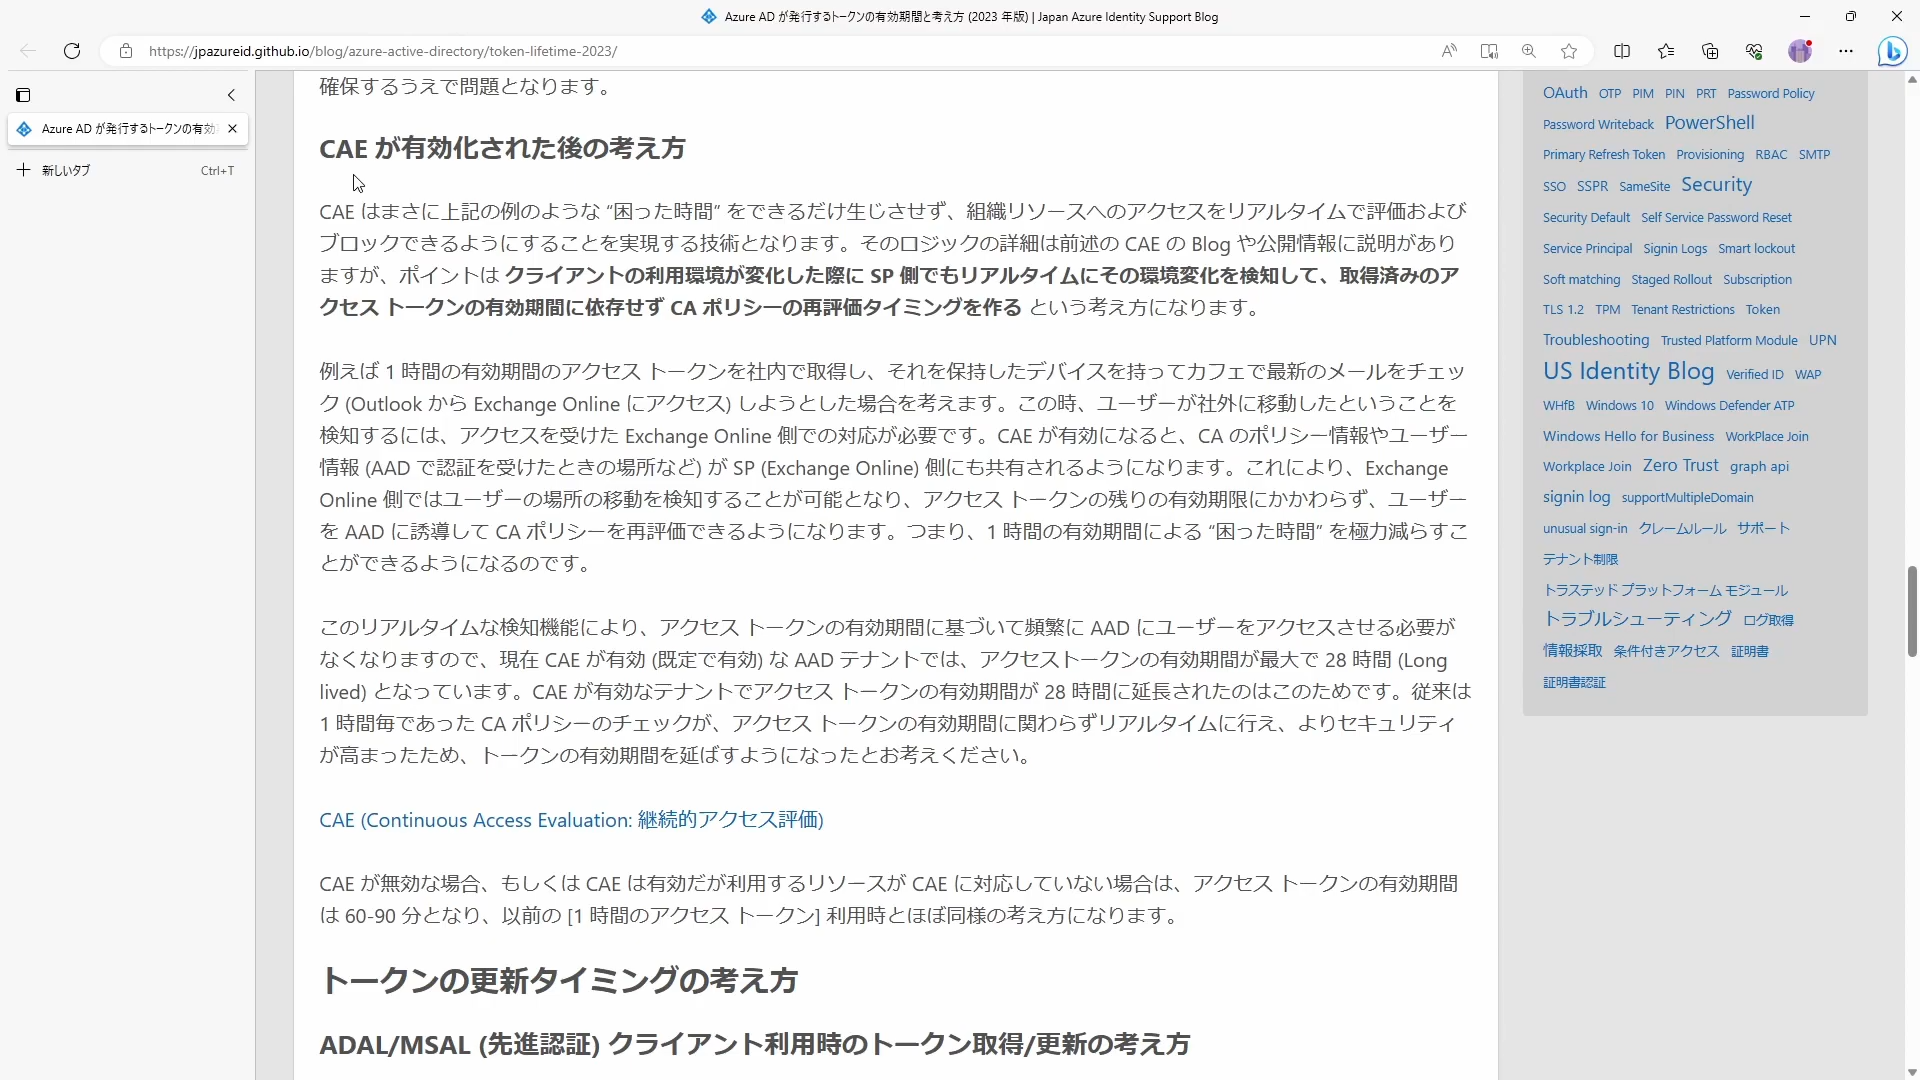 Azure AD が発行するトークンの有効期間と考え方 (2023 年版) | Japan Azure Identity Support Blog
https://jpazureid.github.io/blog/azure-active-directory/token-lifetime-2023/
Azure AD が発行するトークンの有効
新しいタブ Ctrl+T
確保するうえで問題となります。
CAE が有効化された後の考え方
CAE はまさに上記の例のような “困った時間” をできるだけ生じさせず、組織リソースへのアクセスをリアルタイムで評価および
ブロックできるようにすることを実現する技術となります。そのロジックの詳細は前述の CAE の Blog や公開情報に説明があり
ますが、ポイントは クライアントの利用環境が変化した際に SP 側でもリアルタイムにその環境変化を検知して、取得済みのア
クセス トークンの有効期間に依存せず CA ポリシーの再評価タイミングを作る という考え方になります。
例えば 1 時間の有効期間のアクセス トークンを社内で取得し、それを保持したデバイスを持ってカフェで最新のメールをチェッ
ク (Outlook から Exchange Online にアクセス) しようとした場合を考えます。この時、ユーザーが社外に移動したということを
検知するには、アクセスを受けた Exchange Online 側での対応が必要です。CAE が有効になると、CA のポリシー情報やユーザー
情報 (AAD で認証を受けたときの場所など) が SP (Exchange Online) 側にも共有されるようになります。これにより、Exchange
Online 側ではユーザーの場所の移動を検知することが可能となり、アクセス トークンの残りの有効期限にかかわらず、ユーザー
を AAD に誘導して CA ポリシーを再評価できるようになります。つまり、1 時間の有効期間による “困った時間” を極力減らすこ
とができるようになるのです。
このリアルタイムな検知機能により、アクセス トークンの有効期間に基づいて頻繁に AAD にユーザーをアクセスさせる必要が
なくなりますので、現在 CAE が有効 (既定で有効) な AAD テナントでは、アクセストークンの有効期間が最大で 28 時間 (Long
lived) となっています。CAE が有効なテナントでアクセス トークンの有効期間が 28 時間に延長されたのはこのためです。従来は
1 時間毎であった CA ポリシーのチェックが、アクセス トークンの有効期間に関わらずリアルタイムに行え、よりセキュリティ
が高まったため、トークンの有効期間を延ばすようになったとお考えください。
CAE (Continuous Access Evaluation: 継続的アクセス評価)
CAE が無効な場合、もしくは CAE は有効だが利用するリソースが CAE に対応していない場合は、アクセス トークンの有効期間
は 60-90 分となり、以前の [1 時間のアクセス トークン] 利用時とほぼ同様の考え方になります。
トークンの更新タイミングの考え方
ADAL/MSAL (先進認証) クライアント利用時のトークン取得/更新の考え方
OAuth OTP PIM PIN PRT Password Policy
Password Writeback PowerShell
Primary Refresh Token Provisioning RBAC SMTP
SSO SSPR SameSite Security
Security Default Self Service Password Reset
Service Principal Signin Logs Smart lockout
Soft matching Staged Rollout Subscription
TLS 1.2 TPM Tenant Restrictions Token
Troubleshooting Trusted Platform Module UPN
US Identity Blog Verified ID WAP
WHfB Windows 10 Windows Defender ATP
Windows Hello for Business WorkPlace Join
Workplace Join Zero Trust graph api
signin log supportMultipleDomain
unusual sign-in クレームルール サポート
テナント制限
トラステッド プラットフォーム モジュール
トラブルシューティング ログ取得
情報採取 条件付きアクセス 証明書
証明書認証